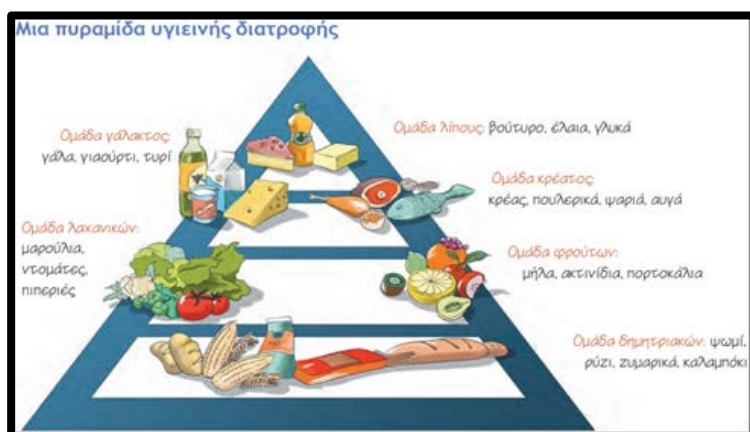 Μια πυραμίδα υγιεινής διατροφής
Ομάδα γάλακτος:
γάλα, γιαούρτι, τυρί
Ομάδα λίπους: βούτυρο, έλαια, γλυκά
Ομάδα κρέατος:
κρέας, πουλερικά, ψαριά, αυγά
Ομάδα λαχανικών:
μαρούλια,
ντομάτες,
πιπεριές
Ομάδα φρούτων:
μήλα, ακτινίδια, πορτοκάλια
Ομάδα δημητριακών: ψωμί,
ρύζι, ζυμαρικά, καλαμπόκι